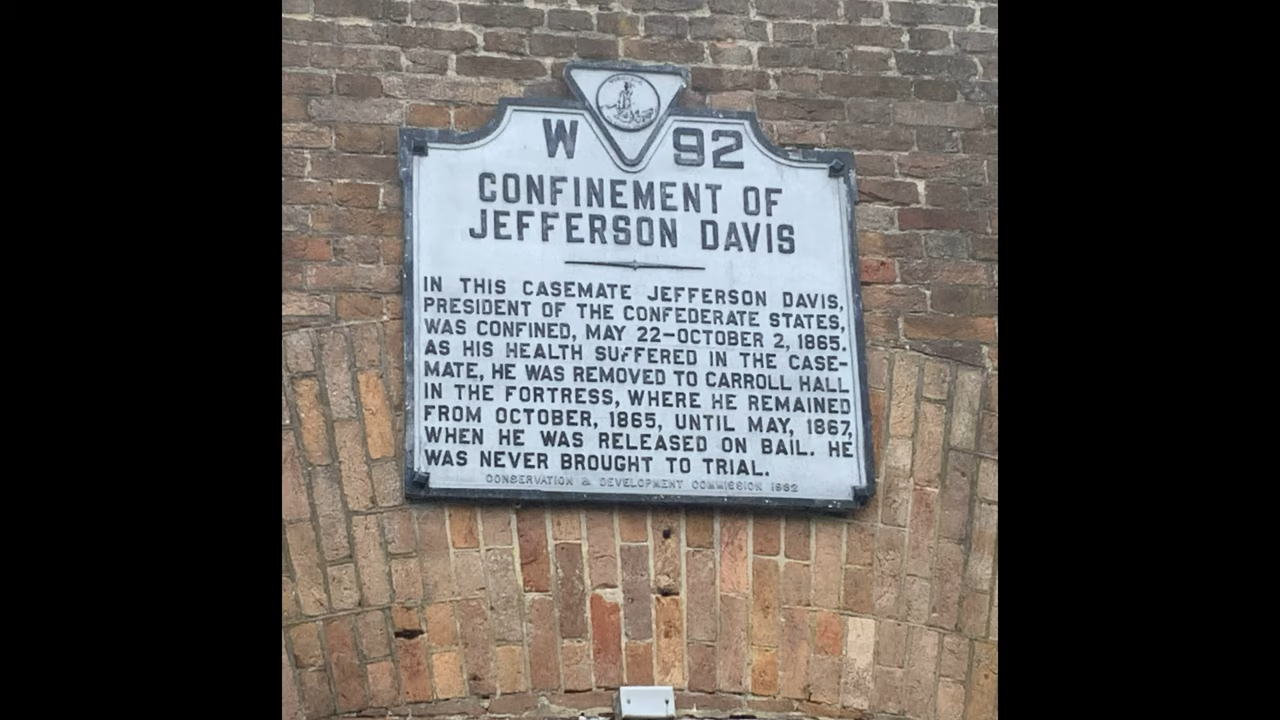 W 92
CONFINEMENT OF
JEFFERSON DAVIS
IN THIS CASEMATE JEFFERSON DAVIS,
PRESIDENT OF THE CONFEDERATE STATES,
WAS CONFINED, MAY 22–OCTOBER 2, 1865.
AS HIS HEALTH SUFFERED IN THE CASE-
MATE, HE WAS REMOVED TO CARROLL HALL
IN THE FORTRESS, WHERE HE REMAINED
FROM OCTOBER, 1865, UNTIL MAY, 1867,
WHEN HE WAS RELEASED ON BAIL. HE
WAS NEVER BROUGHT TO TRIAL.
CONSERVATION & DEVELOPMENT COMMISSION